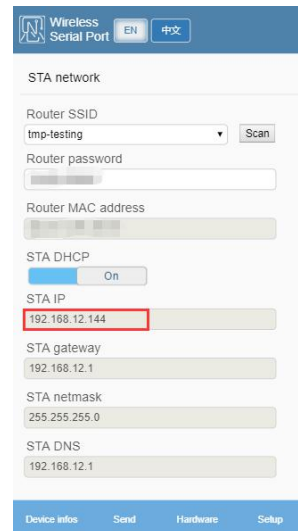 Wireless
Serial Port
EN
中文
STA network
Router SSID
tmp-testing
Scan
Router password
Router MAC address
STA DHCP
On
STA IP
192.168.12.144
STA gateway
192.168.12.1
STA netmask
255.255.255.0
STA DNS
192.168.12.1
Device infos Send Hardware Setup